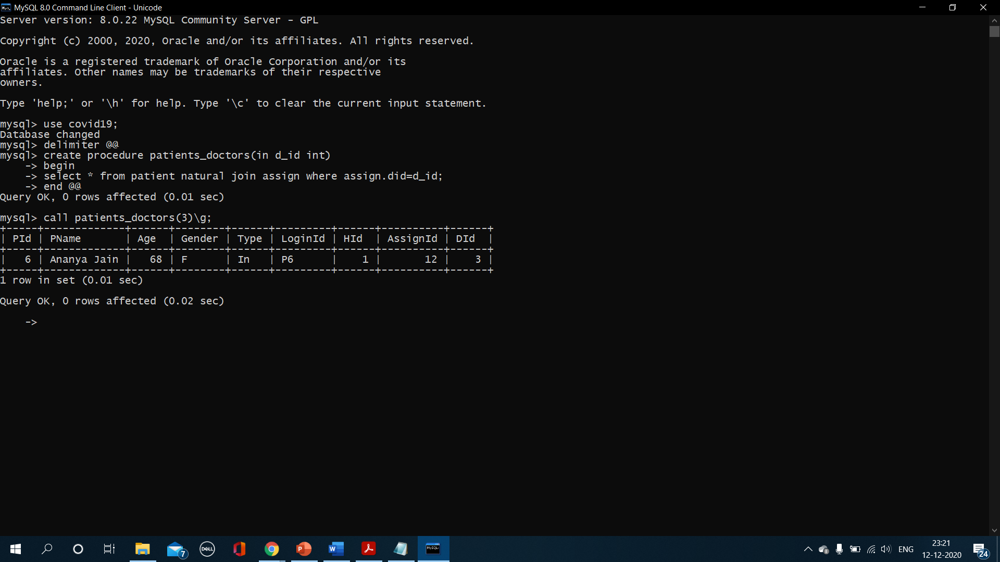 MySQL 8.0 Command Line Client - Unicode
Server version: 8.0.22 MySQL Community Server - GPL
Copyright (c) 2000, 2020, Oracle and/or its affiliates. All rights reserved.
Oracle is a registered trademark of Oracle Corporation and/or its
affiliates. Other names may be trademarks of their respective
owners.
Type 'help;' or '\h' for help. Type '\c' to clear the current input statement.
mysql> use covid19;
Database changed
mysql> delimiter @@
mysql> create procedure patients_doctors(in d_id int)
    -> begin
    -> select * from patient natural join assign where assign.did=d_id;
    -> end @@
Query OK, 0 rows affected (0.01 sec)
mysql> call patients_doctors(3)\g;
+-----+-------------+------+--------+------+---------+------+----------+------+
| PId | PName       | Age  | Gender | Type | LoginId | HId  | AssignId | DId  |
+-----+-------------+------+--------+------+---------+------+----------+------+
|   6 | Ananya Jain |   68 | F      | In   | P6      |    1 |       12 |    3 |
+-----+-------------+------+--------+------+---------+------+----------+------+
1 row in set (0.01 sec)
Query OK, 0 rows affected (0.02 sec)
    ->
7
DELL
P
W
MySQL
ENG
23:21
12-12-2020
24